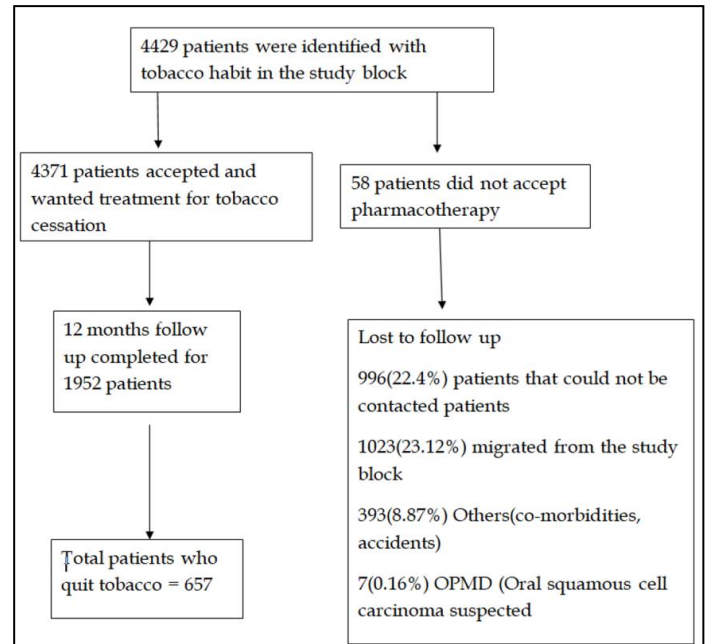 4429 patients were identified with
tobacco habit in the study block
4371 patients accepted and
wanted treatment for tobacco
cessation
58 patients did not accept
pharmacotherapy
12 months follow
up completed for
1952 patients
Lost to follow up
996(22.4%) patients that could not be
contacted patients
1023(23.12%) migrated from the study
block
393(8.87%) Others(co-morbidities,
accidents)
7(0.16%) OPMD (Oral squamous cell
carcinoma suspected
Total patients who
quit tobacco = 657